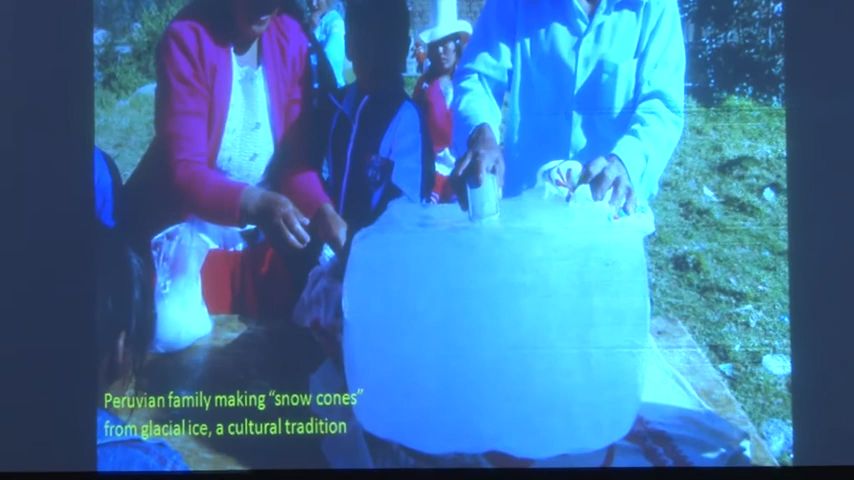 Peruvian family making “snow cones”
from glacial ice, a cultural tradition